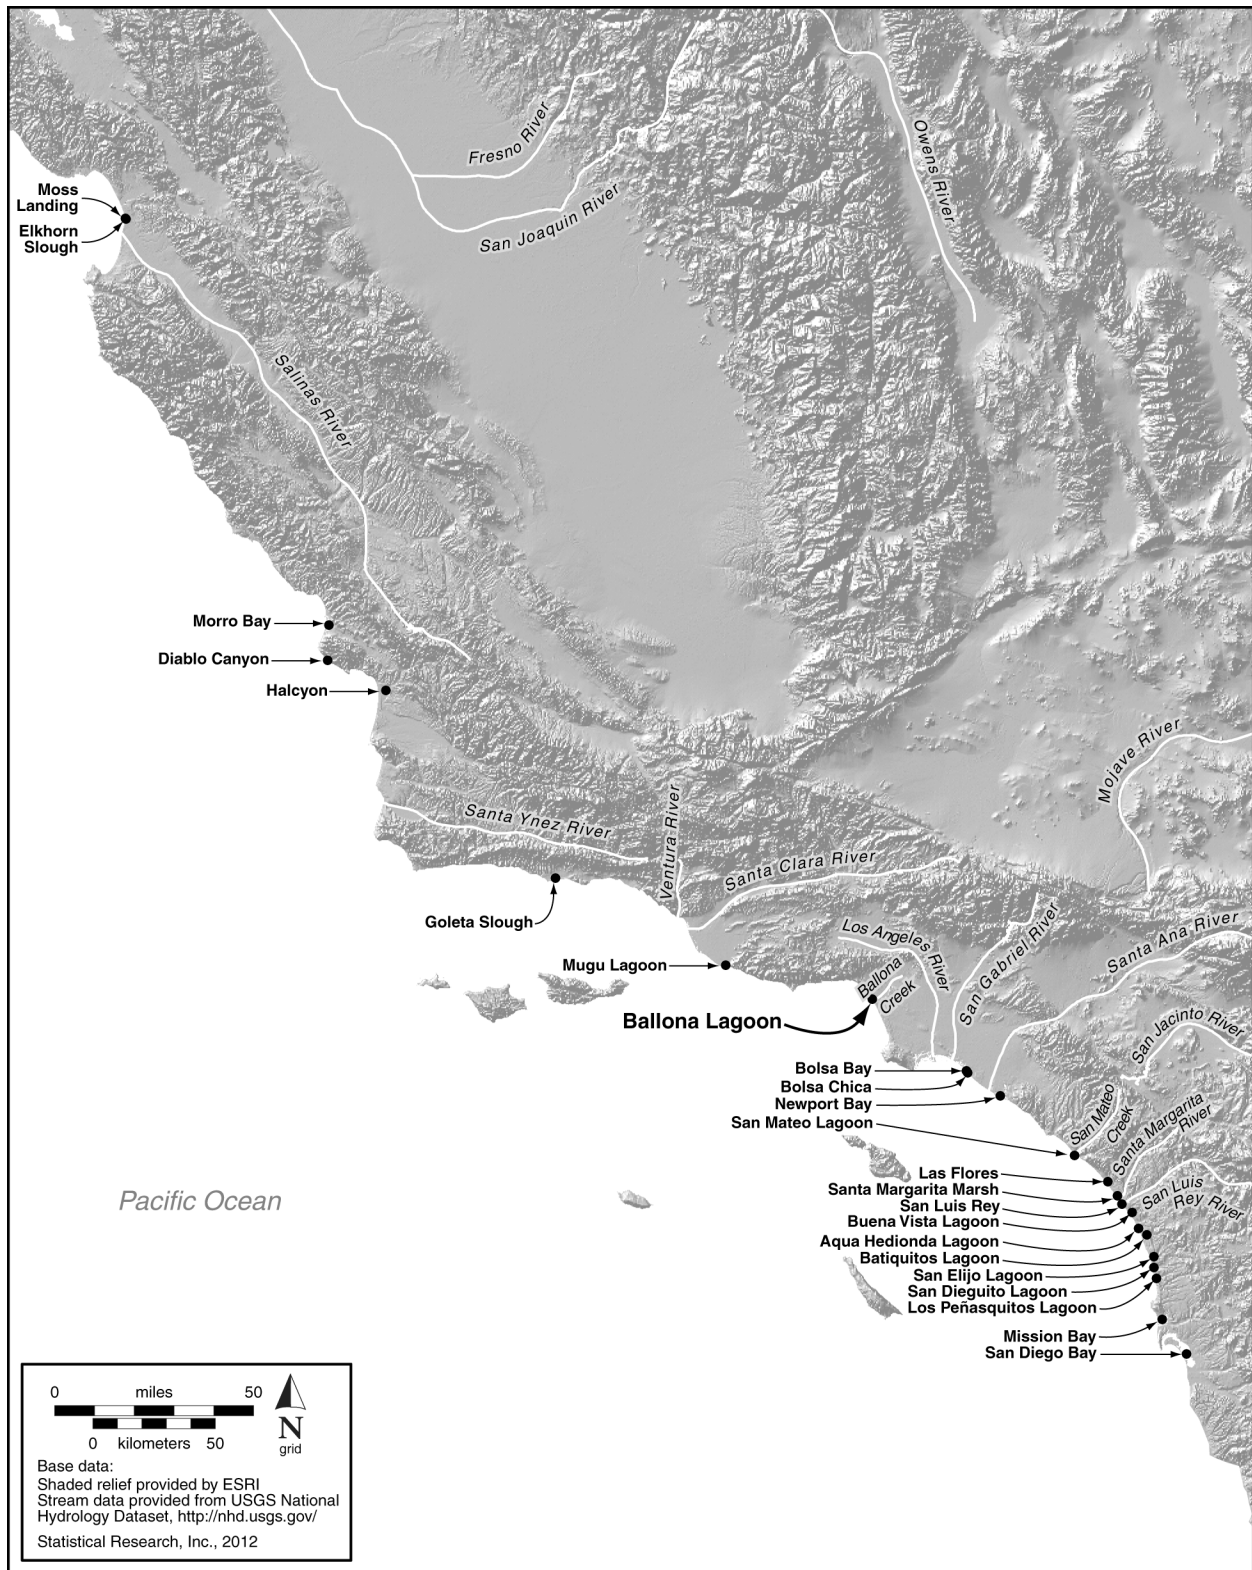 Fresno River
San Joaquin River
Owens River
Moss
Landing
Elkhorn
Slough
Salinas River
Morro Bay
Diablo Canyon
Halcyon
Mojave River
Santa Ynez River
Ventura River
Santa Clara River
Goleta Slough
Los Angeles River
San Gabriel River
Santa Ana River
Mugu Lagoon
Ballona
Creek
Ballona Lagoon
San Jacinto River
Bolsa Bay
Bolsa Chica
Newport Bay
San Mateo Lagoon
San Mateo
Creek
Santa Margarita
River
Las Flores
Santa Margarita Marsh
San Luis Rey
Buena Vista Lagoon
Aqua Hedionda Lagoon
Batiquitos Lagoon
San Elijo Lagoon
San Dieguito Lagoon
Los Peñasquitos Lagoon
San Luis
Rey River
Pacific Ocean
Mission Bay
San Diego Bay
0 miles 50
0 kilometers 50
N
grid
Base data:
Shaded relief provided by ESRI
Stream data provided from USGS National
Hydrology Dataset, http://nhd.usgs.gov/
Statistical Research, Inc., 2012